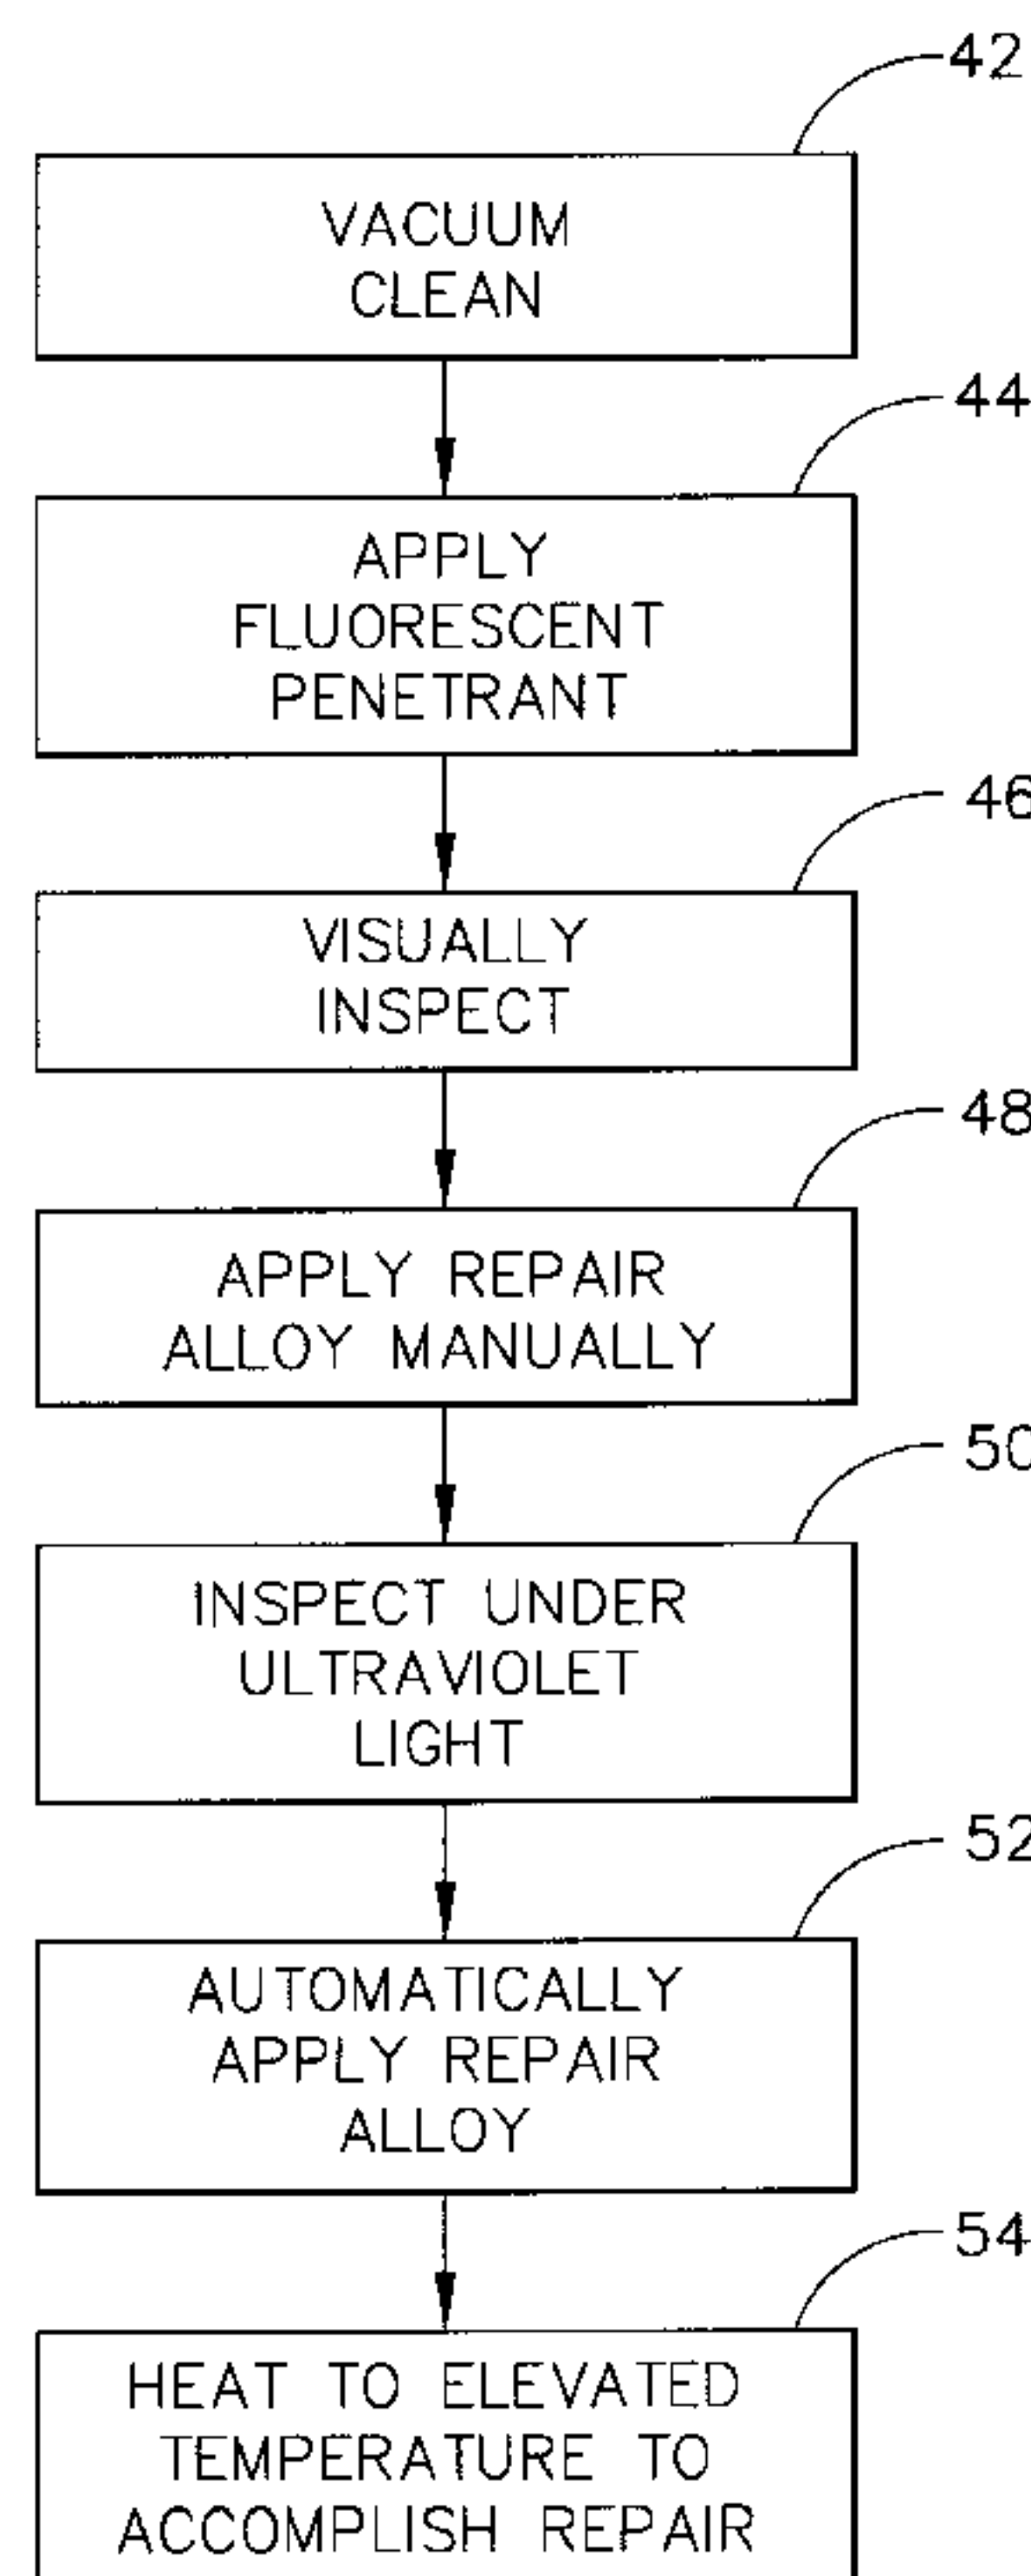 42
VACUUM
CLEAN
44
APPLY
FLUORESCENT
PENETRANT
46
VISUALLY
INSPECT
48
APPLY REPAIR
ALLOY MANUALLY
50
INSPECT UNDER
ULTRAVIOLET
LIGHT
52
AUTOMATICALLY
APPLY REPAIR
ALLOY
54
HEAT TO ELEVATED
TEMPERATURE TO
ACCOMPLISH REPAIR